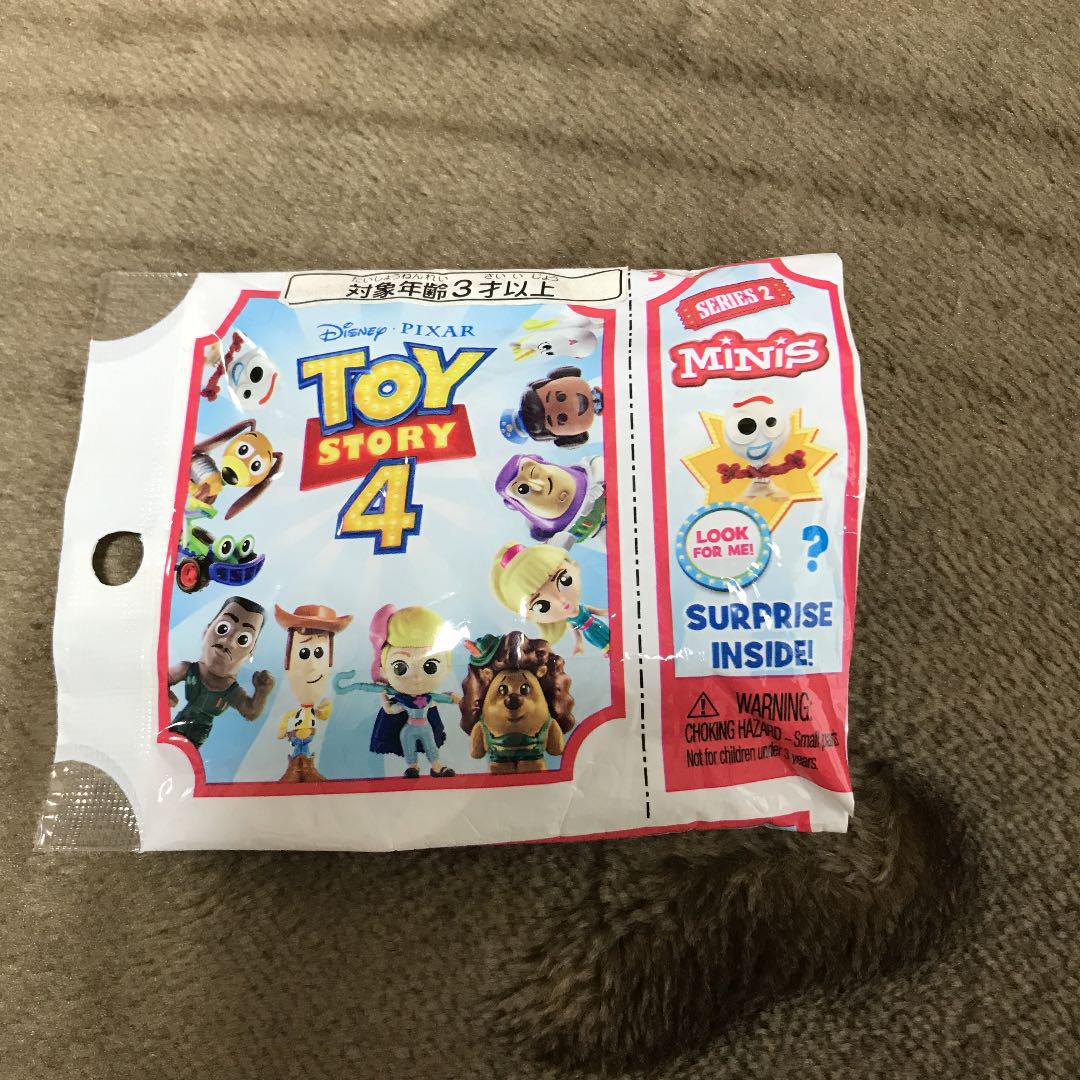 たいしょうねんれい さい い じょう
対象年齢3才以上
Disney · PIXAR
TOY
STORY
4
SERIES 2
MiNiS
LOOK
FOR ME!
?
SURPRISE
INSIDE!
WARNING:
CHOKING HAZARD – Small parts
Not for children under 3 years.